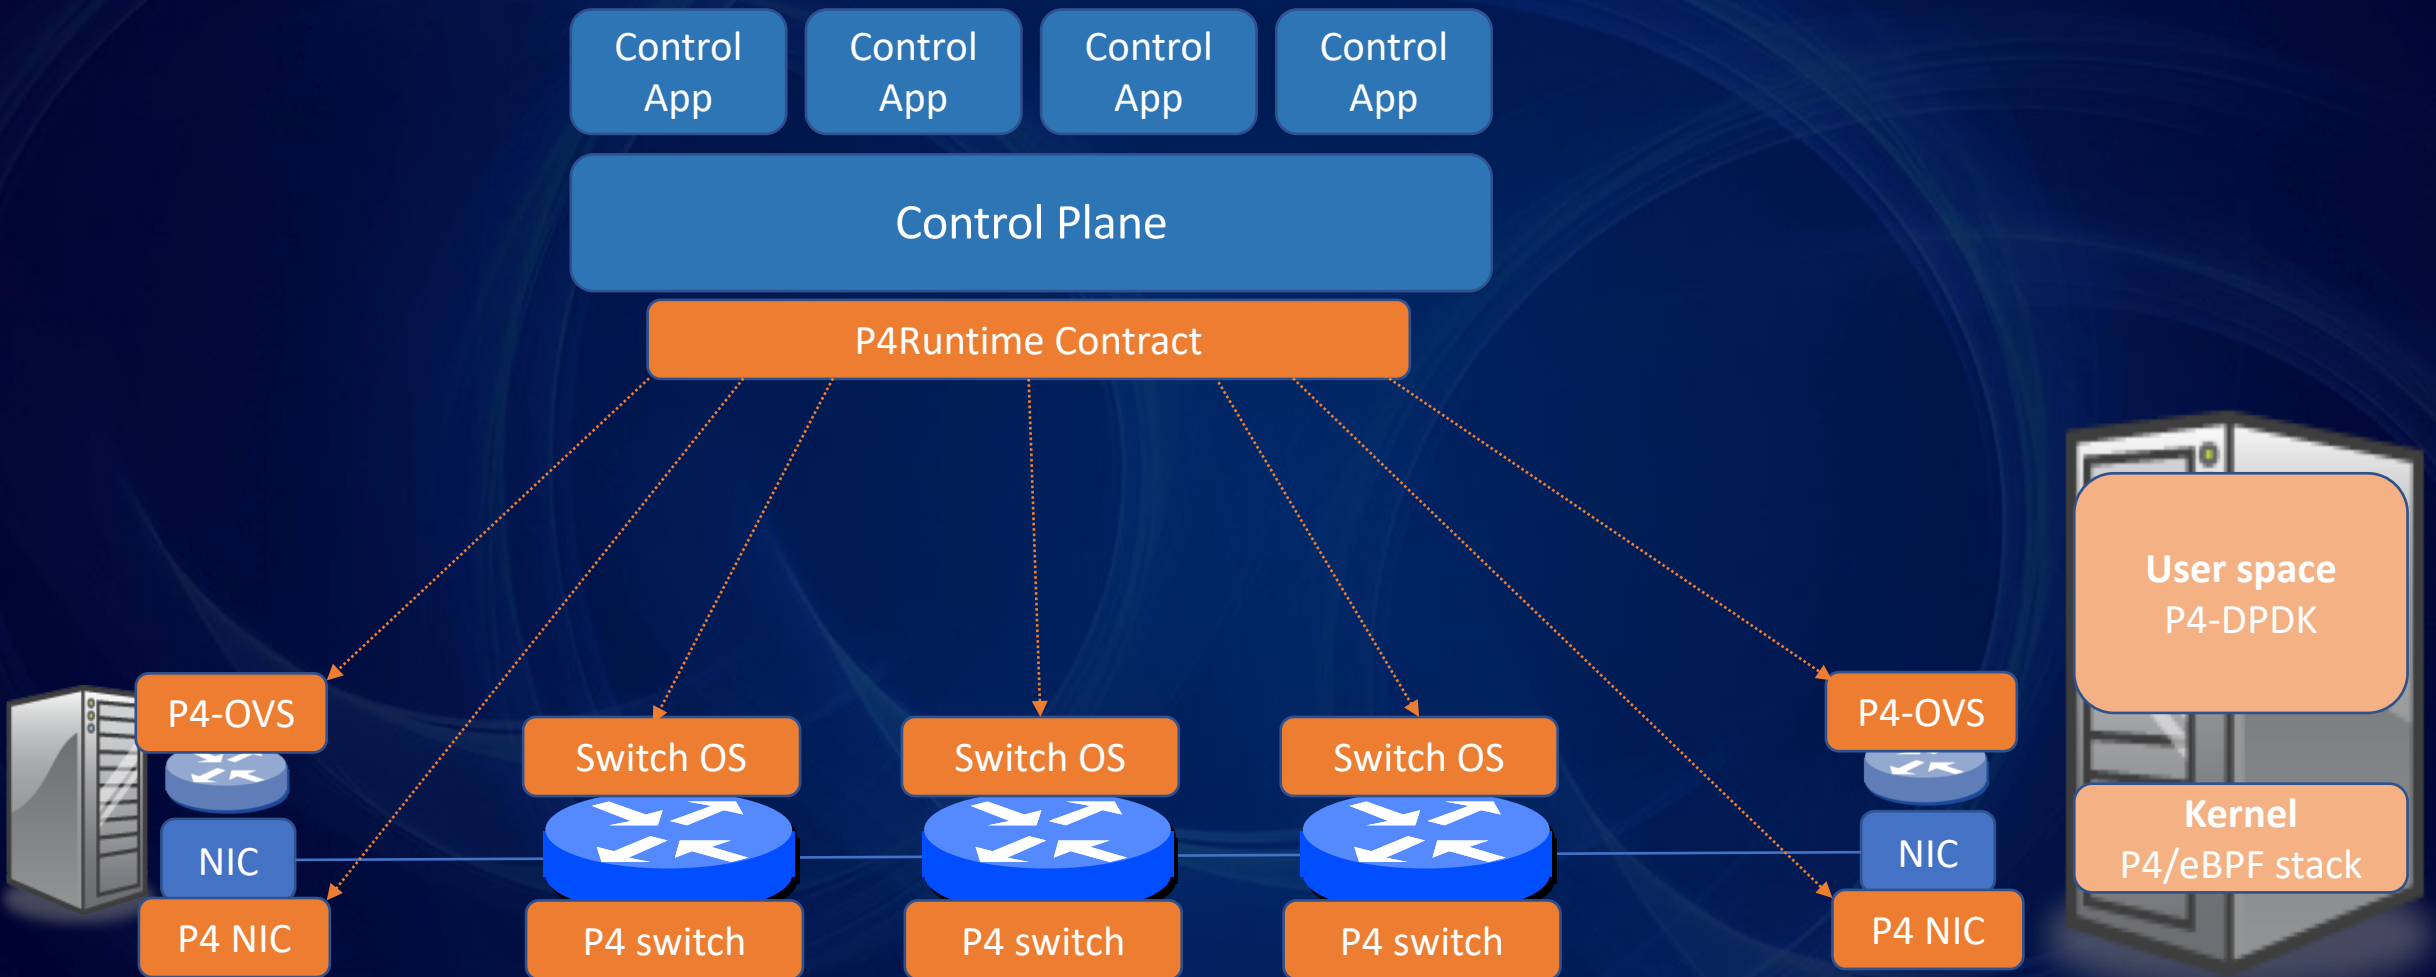 Control
App
Control
App
Control
App
Control
App
Control Plane
P4Runtime Contract
User space
P4-DPDK
P4-OVS
Switch OS
Switch OS
Switch OS
P4-OVS
NIC
NIC
Kernel
P4/eBPF stack
P4 NIC
P4 switch
P4 switch
P4 switch
P4 NIC